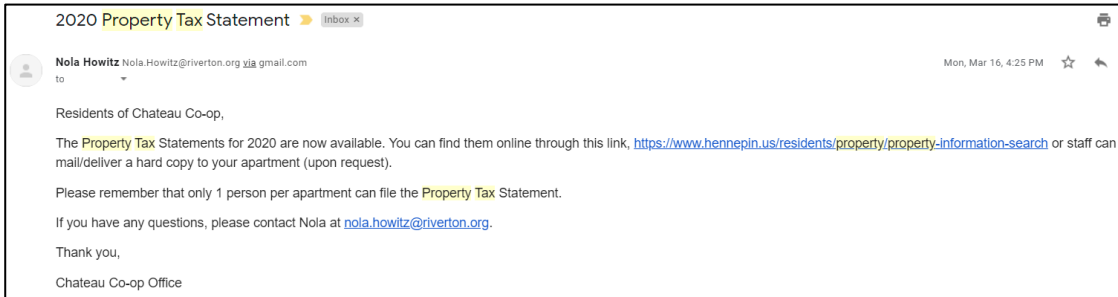 2020 Property Tax Statement Inbox ×
Nola Howitz Nola.Howitz@riverton.org via gmail.com Mon, Mar 16, 4:25 PM
to
Residents of Chateau Co-op,
The Property Tax Statements for 2020 are now available. You can find them online through this link, https://www.hennepin.us/residents/property/property-information-search or staff can
mail/deliver a hard copy to your apartment (upon request).
Please remember that only 1 person per apartment can file the Property Tax Statement.
If you have any questions, please contact Nola at nola.howitz@riverton.org.
Thank you,
Chateau Co-op Office